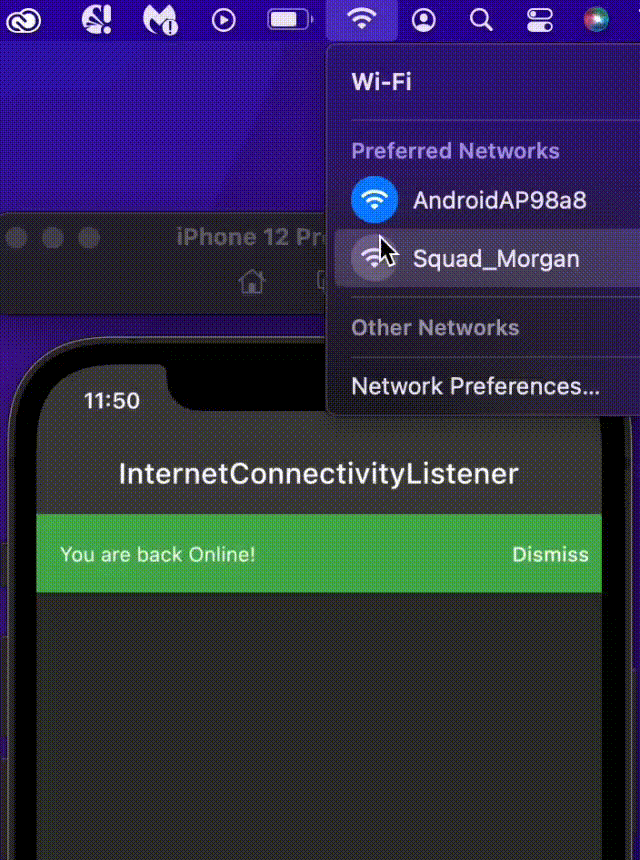 Wi-Fi
Preferred Networks
AndroidAP98a8
Squad_Morgan
Other Networks
Network Preferences...
iPhone 12 Pr
11:50
InternetConnectivityListener
You are back Online!
Dismiss